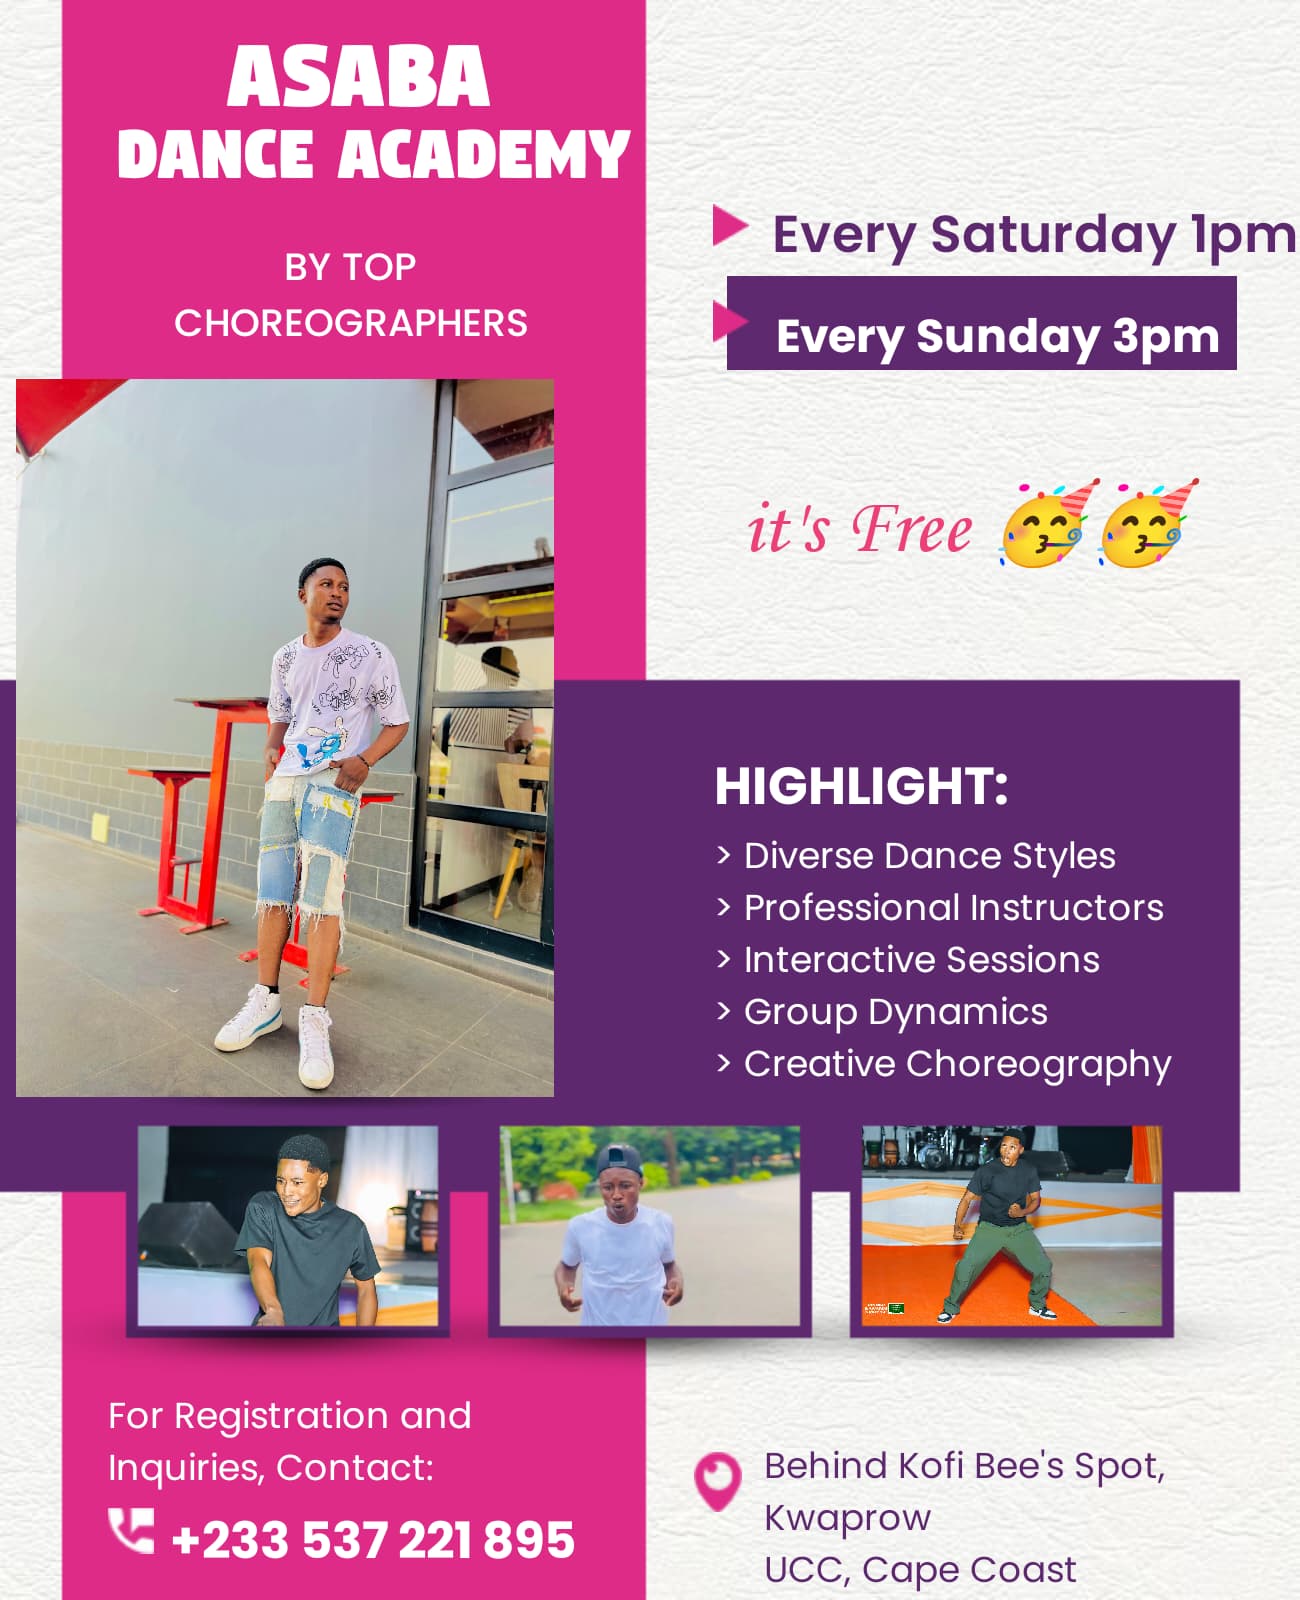 ASABA
DANCE ACADEMY
BY TOP
CHOREOGRAPHERS
Every Saturday 1pm
Every Sunday 3pm
it's Free 🥳🥳
HIGHLIGHT:
> Diverse Dance Styles
> Professional Instructors
> Interactive Sessions
> Group Dynamics
> Creative Choreography
For Registration and
Inquiries, Contact:
+233 537 221 895
Behind Kofi Bee's Spot,
Kwaprow
UCC, Cape Coast